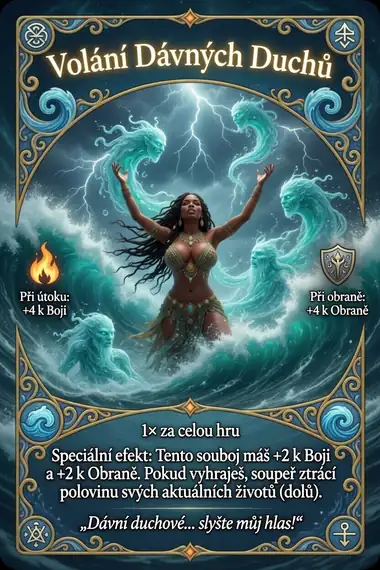 Volání Dávných Duchů
Při útoku:
+4 k Boji
Při obraně:
+4 k Obraně
1× za celou hru
Speciální efekt: Tento souboj máš +2 k Boji
a +2 k Obraně. Pokud vyhraješ, soupeř ztrácí
polovinu svých aktuálních životů (dolů).
„Dávní duchové... slyšte můj hlas!“